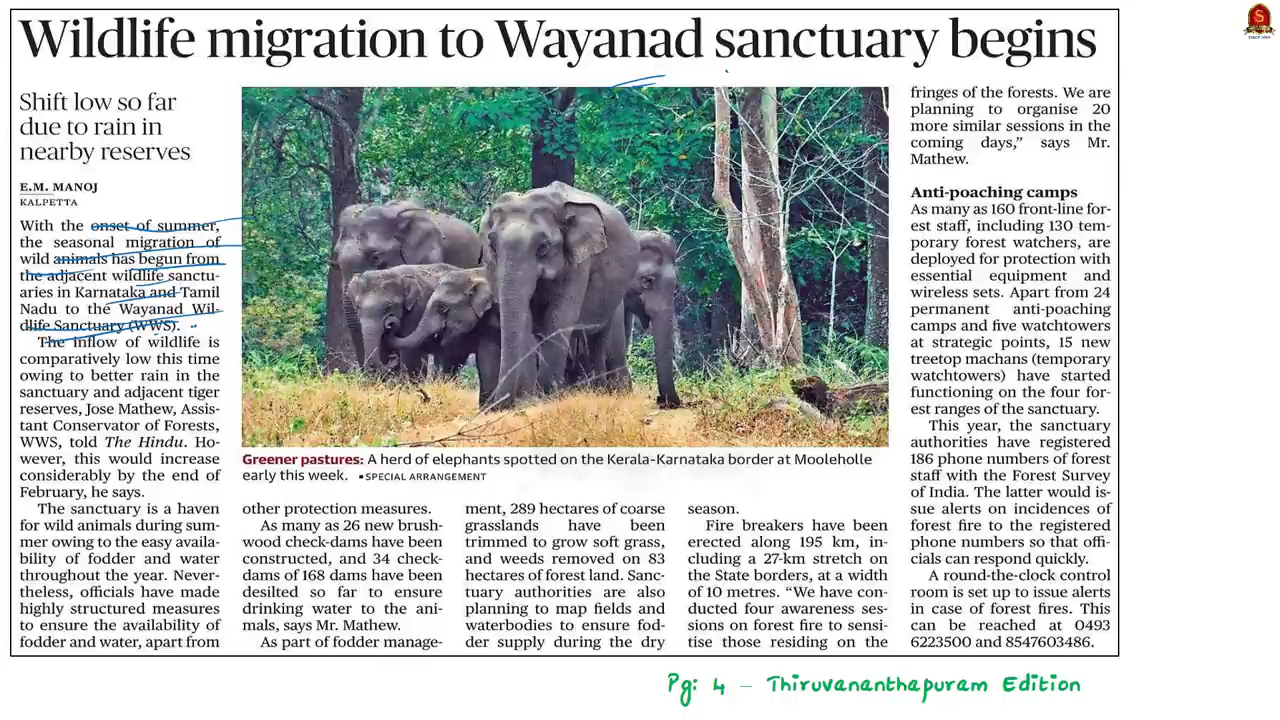 Wildlife migration to Wayanad sanctuary begins
Shift low so far
due to rain in
nearby reserves
E.M. MANOJ
KALPETTA
With the onset of summer,
the seasonal migration of
wild animals has begun from
the adjacent wildlife sanctu-
aries in Karnataka and Tamil
Nadu to the Wayanad Wil-
dlife Sanctuary (WWS).
The inflow of wildlife is
comparatively low this time
owing to better rain in the
sanctuary and adjacent tiger
reserves, Jose Mathew, Assis-
tant Conservator of Forests,
WWS, told The Hindu. Ho-
wever, this would increase
considerably by the end of
February, he says.
The sanctuary is a haven
for wild animals during sum-
mer owing to the easy availa-
bility of fodder and water
throughout the year. Never-
theless, officials have made
highly structured measures
to ensure the availability of
fodder and water, apart from
Greener pastures: A herd of elephants spotted on the Kerala-Karnataka border at Mooleholle
early this week. ▪ SPECIAL ARRANGEMENT
other protection measures.
As many as 26 new brush-
wood check-dams have been
constructed, and 34 check-
dams of 168 dams have been
desilted so far to ensure
drinking water to the ani-
mals, says Mr. Mathew.
As part of fodder manage-
ment, 289 hectares of coarse
grasslands have been
trimmed to grow soft grass,
and weeds removed on 83
hectares of forest land. Sanc-
tuary authorities are also
planning to map fields and
waterbodies to ensure fod-
der supply during the dry
season.
Fire breakers have been
erected along 195 km, in-
cluding a 27-km stretch on
the State borders, at a width
of 10 metres. “We have con-
ducted four awareness ses-
sions on forest fire to sensi-
tise those residing on the
fringes of the forests. We are
planning to organise 20
more similar sessions in the
coming days,” says Mr.
Mathew.
Anti-poaching camps
As many as 160 front-line for-
est staff, including 130 tem-
porary forest watchers, are
deployed for protection with
essential equipment and
wireless sets. Apart from 24
permanent anti-poaching
camps and five watchtowers
at strategic points, 15 new
treetop machans (temporary
watchtowers) have started
functioning on the four for-
est ranges of the sanctuary.
This year, the sanctuary
authorities have registered
186 phone numbers of forest
staff with the Forest Survey
of India. The latter would is-
sue alerts on incidences of
forest fire to the registered
phone numbers so that offi-
cials can respond quickly.
A round-the-clock control
room is set up to issue alerts
in case of forest fires. This
can be reached at 0493
6223500 and 8547603486.
Pg: 4 – Thiruvananthapuram Edition